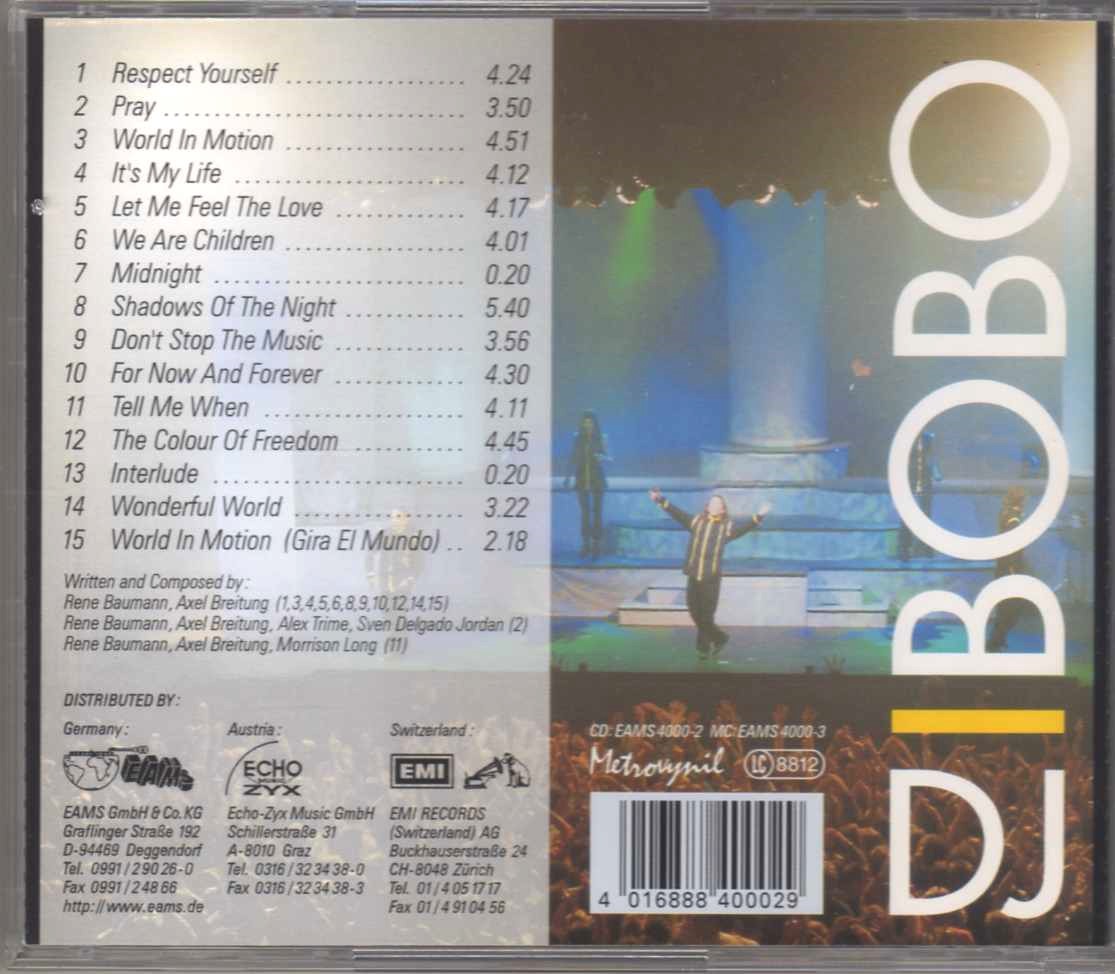 1 Respect Yourself .................. 4.24
2 Pray .............................. 3.50
3 World In Motion .................. 4.51
4 It's My Life ....................... 4.12
5 Let Me Feel The Love ............. 4.17
6 We Are Children .................. 4.01
7 Midnight ......................... 0.20
8 Shadows Of The Night ............ 5.40
9 Don't Stop The Music ............. 3.56
10 For Now And Forever ............. 4.30
11 Tell Me When .................... 4.11
12 The Colour Of Freedom ........... 4.45
13 Interlude ......................... 0.20
14 Wonderful World ................. 3.22
15 World In Motion (Gira El Mundo) .. 2.18
Written and Composed by:
Rene Baumann, Axel Breitung (1,3,4,5,6,8,9,10,12,14,15)
Rene Baumann, Axel Breitung, Alex Trime, Sven Delgado Jordan (2)
Rene Baumann, Axel Breitung, Morrison Long (11)
DISTRIBUTED BY:
Germany:
EAMS
EAMS GmbH & Co. KG
Graflinger Straße 192
D-94469 Deggendorf
Tel. 0991/29026-0
Fax 0991/24866
http://www.eams.de
Austria:
ECHO
MUSIC
ZYX
Echo-Zyx Music GmbH
Schillerstraße 31
A-8010 Graz
Tel. 0316/323438-0
Fax 0316/323438-3
Switzerland:
EMI
EMI RECORDS
(Switzerland) AG
Buckhauserstraße 24
CH-8048 Zürich
Tel. 01/4051717
Fax 01/4910456
CD: EAMS 4000-2 MC: EAMS 4000-3
Metrovynil LC 8812
4 016888 400029
DJ BOBO